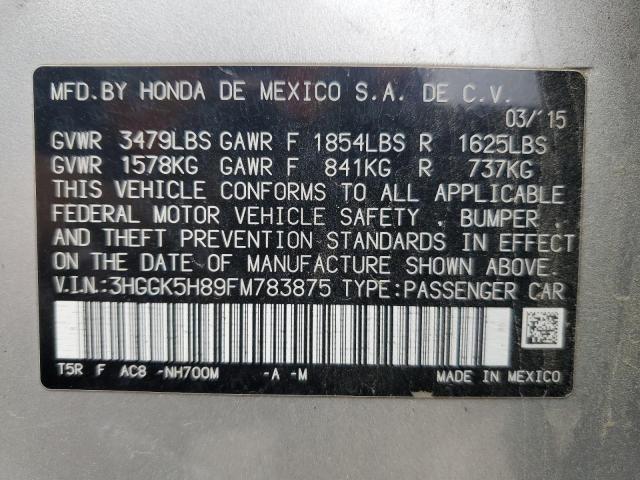 MFD.BY HONDA DE MEXICO S.A. DE C.V.
03/15
GVWR 3479LBS GAWR F 1854LBS R 1625LBS
GVWR 1578KG GAWR F 841KG R 737KG
THIS VEHICLE CONFORMS TO ALL APPLICABLE
FEDERAL MOTOR VEHICLE SAFETY , BUMPER ,
AND THEFT PREVENTION STANDARDS IN EFFECT
ON THE DATE OF MANUFACTURE SHOWN ABOVE.
V.I.N.:3HGGK5H89FM783875 TYPE:PASSENGER CAR
T5R F AC8 -NH700M -A -M MADE IN MEXICO